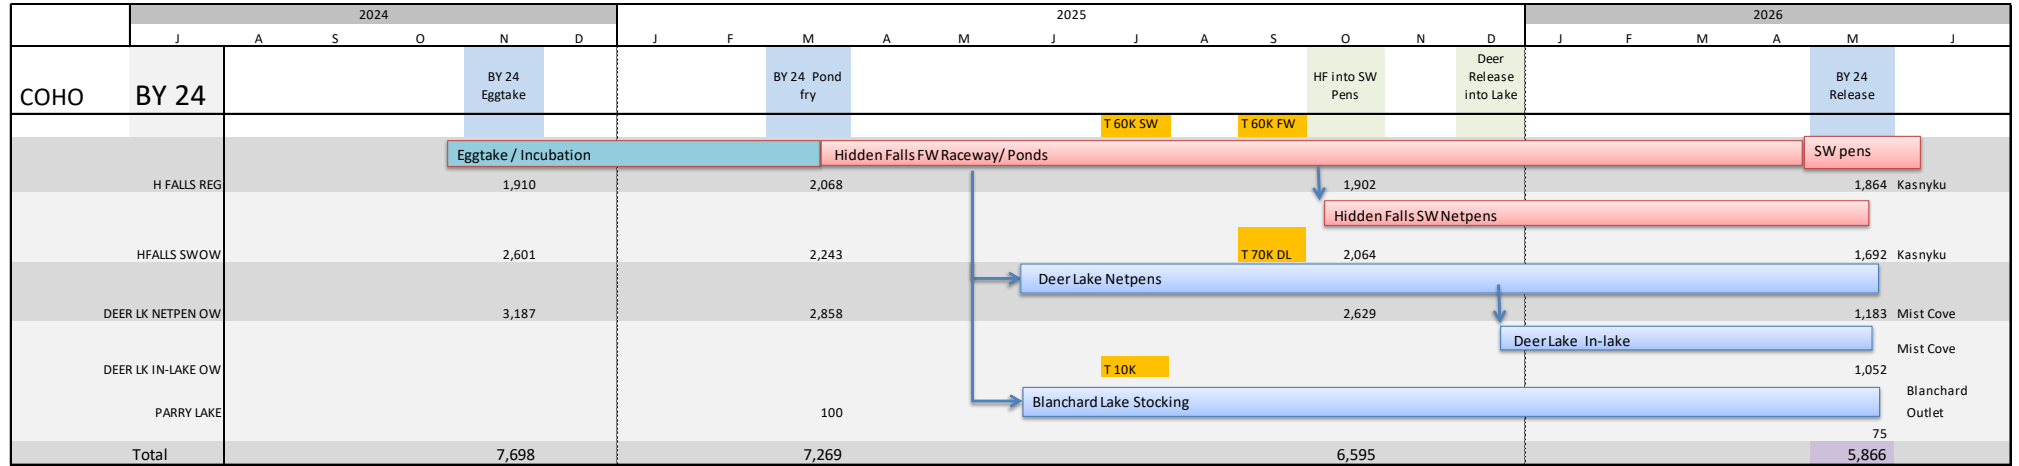 2024 2025 2026
J A S O N D J F M A M J J A S O N D J F M A M J
COHO BY 24
BY 24
Eggtake
BY 24 Pond
fry
HF into SW
Pens
Deer
Release
into Lake
BY 24
Release
T 60K SW T 60K FW
Eggtake / Incubation Hidden Falls FW Raceway/ Ponds SW pens
H FALLS REG 1,910 2,068 1,902 1,864 Kasnyku
Hidden Falls SW Netpens
HFALLS SWOW 2,601 2,243 T 70K DL 2,064 1,692 Kasnyku
Deer Lake Netpens
DEER LK NETPEN OW 3,187 2,858 2,629 1,183 Mist Cove
Deer Lake In-lake
Mist Cove
DEER LK IN-LAKE OW T 10K 1,052
Blanchard Lake Stocking
Blanchard
PARRY LAKE 100 Outlet
75
Total 7,698 7,269 6,595 5,866